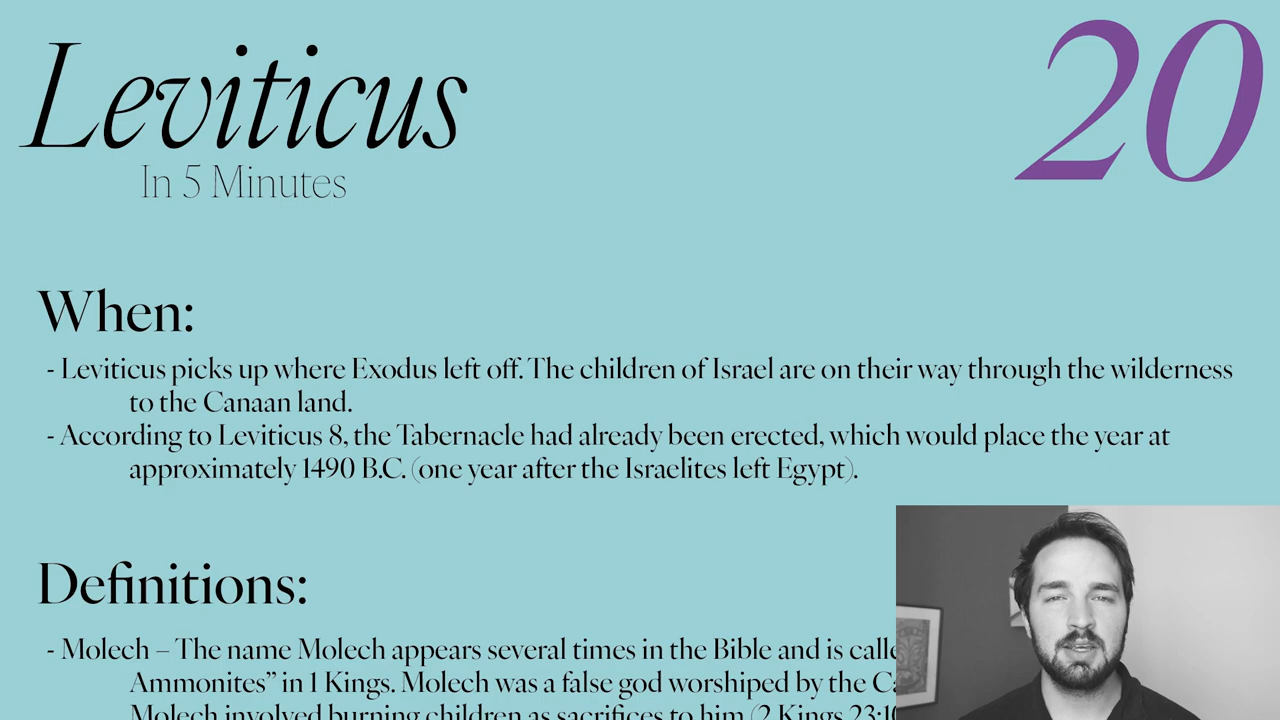 Leviticus
20
In 5 Minutes
When:
- Leviticus picks up where Exodus left off. The children of Israel are on their way through the wilderness
to the Canaan land.
- According to Leviticus 8, the Tabernacle had already been erected, which would place the year at
approximately 1490 B.C. (one year after the Israelites left Egypt).
Definitions:
- Molech – The name Molech appears several times in the Bible and is calle
Ammonites” in 1 Kings. Molech was a false god worshiped by the
Molech involved burning children as sacrifices to him (2 Kings 23:10